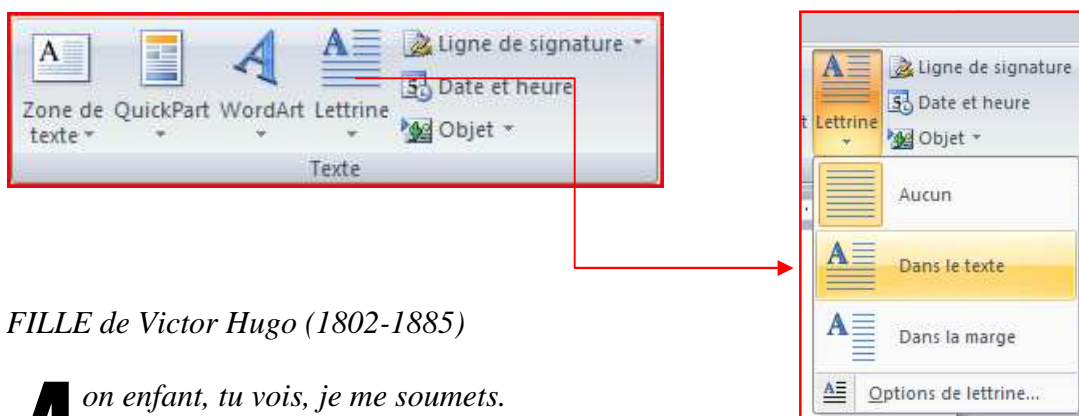 Ligne de signature
Date et heure
Zone de texte QuickPart WordArt Lettrine
Objet
Texte
Ligne de signature
Date et heure
Lettrine
Objet
Aucun
Dans le texte
Dans la marge
Options de lettrine...
FILLE de Victor Hugo (1802-1885)
on enfant, tu vois, je me soumets.